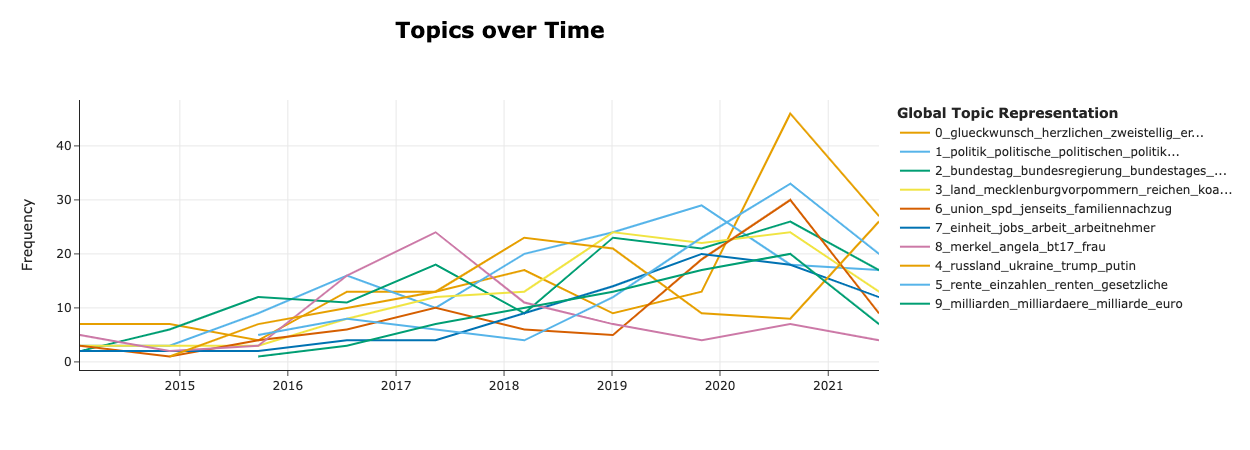 Topics over Time
Frequency
40
30
20
10
0
2015
2016
2017
2018
2019
2020
2021
Global Topic Representation
0_glueckwunsch_herzlichen_zweistellig_er...
1_politik_politische_politischen_politik...
2_bundestag_bundesregierung_bundestages_...
3_land_mecklenburgvorpommern_reichen_koa...
6_union_spd_jenseits_familiennachzug
7_einheit_jobs_arbeit_arbeitnehmer
8_merkel_angela_bt17_frau
4_russland_ukraine_trump_putin
5_rente_einzahlen_renten_gesetzliche
9_milliarden_milliardaere_milliarde_euro